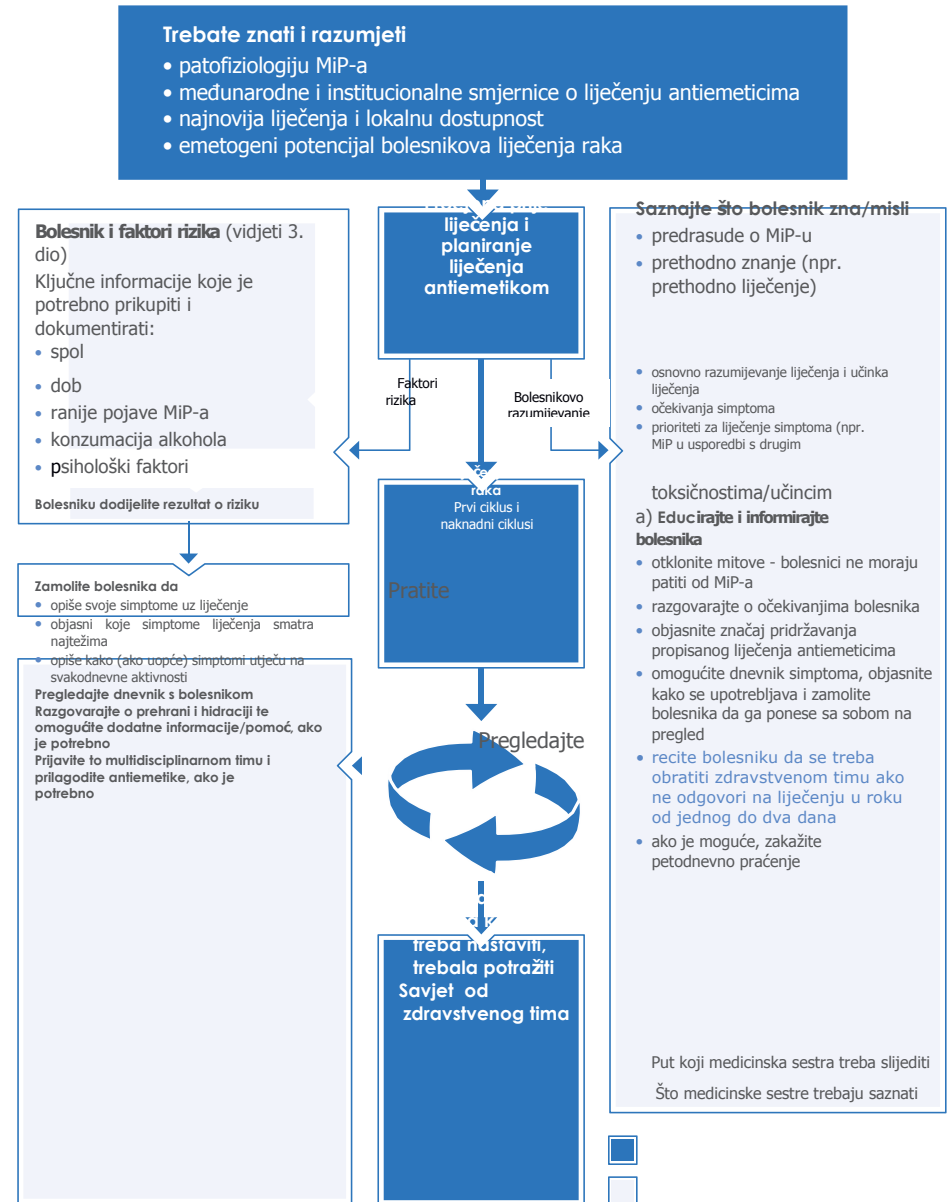 Trebate znati i razumjeti
• patofiziologiju MiP-a
• međunarodne i institucionalne smjernice o liječenju antiemeticima
• najnovija liječenja i lokalnu dostupnost
• emetogeni potencijal bolesnikova liječenja raka
Bolesnik i faktori rizika (vidjeti 3.
dio)
Ključne informacije koje je
potrebno prikupiti i
dokumentirati:
• spol
• dob
• ranije pojave MiP-a
• konzumacija alkohola
• psihološki faktori
Bolesniku dodijelite rezultat o riziku
Zamolite bolesnika da
• opiše svoje simptome uz liječenje
• objasni koje simptome liječenja smatra
najtežima
• opiše kako (ako uopće) simptomi utječu na
svakodnevne aktivnosti
Pregledajte dnevnik s bolesnikom
Razgovarajte o prehrani i hidraciji te
omogućite dodatne informacije/pomoć, ako
je potrebno
Prijavite to multidisciplinarnom timu i
prilagodite antiemetike, ako je
potrebno
liječenja i
planiranje
liječenja
antiemetikom
Faktori
rizika
Bolesnikovo
razumijevanje
raka
Prvi ciklus i
naknadni ciklusi
Pratite
Pregledajte
treba nastaviti,
trebala potražiti
Savjet od
zdravstvenog tima
Saznajte što bolesnik zna/misli
• predrasude o MiP-u
• prethodno znanje (npr.
prethodno liječenje)
• osnovno razumijevanje liječenja i učinka
liječenja
• očekivanja simptoma
• prioriteti za liječenje simptoma (npr.
MiP u usporedbi s drugim
toksičnostima/učincim
a) Educirajte i informirajte
bolesnika
• otklonite mitove - bolesnici ne moraju
patiti od MiP-a
• razgovarajte o očekivanjima bolesnika
• objasnite značaj pridržavanja
propisanog liječenja antiemeticima
• omogućite dnevnik simptoma, objasnite
kako se upotrebljava i zamolite
bolesnika da ga ponese sa sobom na
pregled
• recite bolesniku da se treba
obratiti zdravstvenom timu ako
ne odgovori na liječenju u roku
od jednog do dva dana
• ako je moguće, zakažite
petodnevno praćenje
Put koji medicinska sestra treba slijediti
Što medicinske sestre trebaju saznati